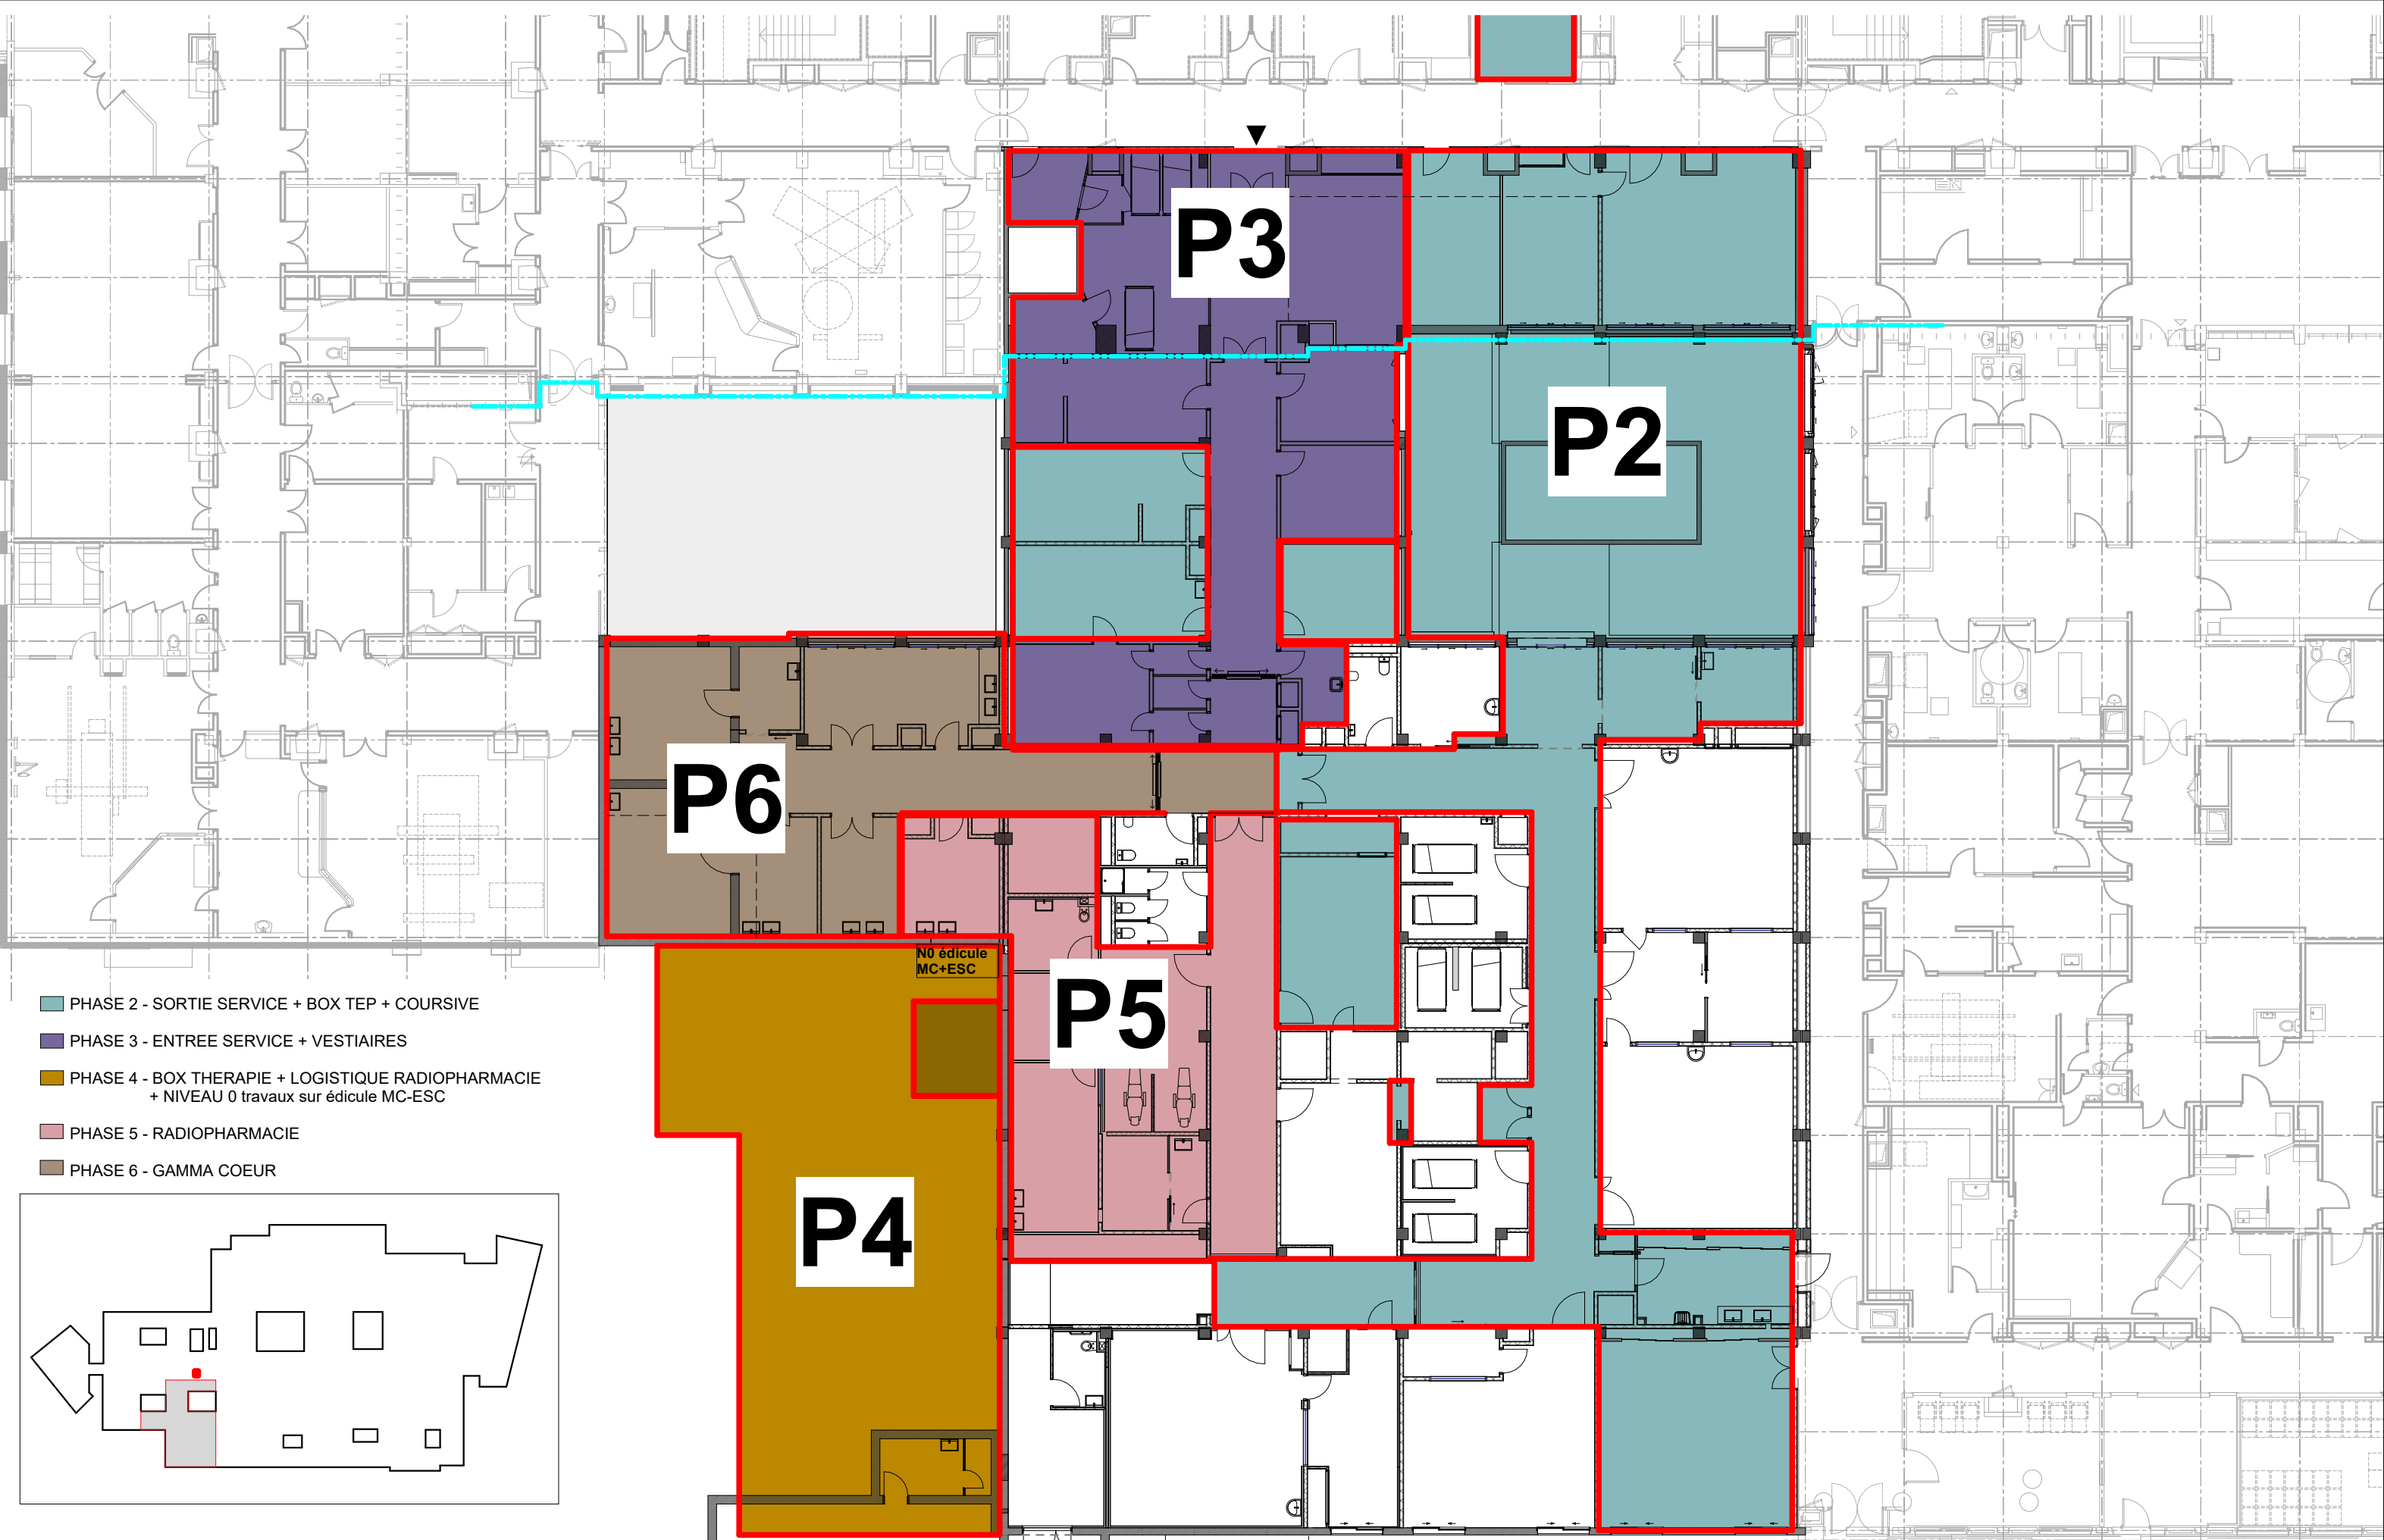 P3
P2
P6
N0 édicule
MC+ESC
P5
P4
PHASE 2 - SORTIE SERVICE + BOX TEP + COURSIVE
PHASE 3 - ENTREE SERVICE + VESTIAIRES
PHASE 4 - BOX THERAPIE + LOGISTIQUE RADIOPHARMACIE
+ NIVEAU 0 travaux sur édicule MC-ESC
PHASE 5 - RADIOPHARMACIE
PHASE 6 - GAMMA COEUR